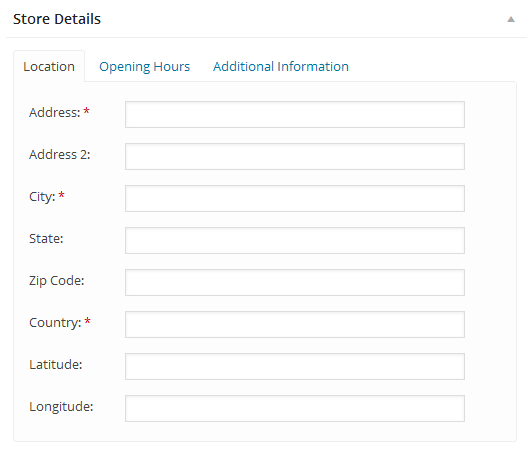 Store Details
Location Opening Hours Additional Information
Address: *
Address 2:
City: *
State:
Zip Code:
Country: *
Latitude:
Longitude: